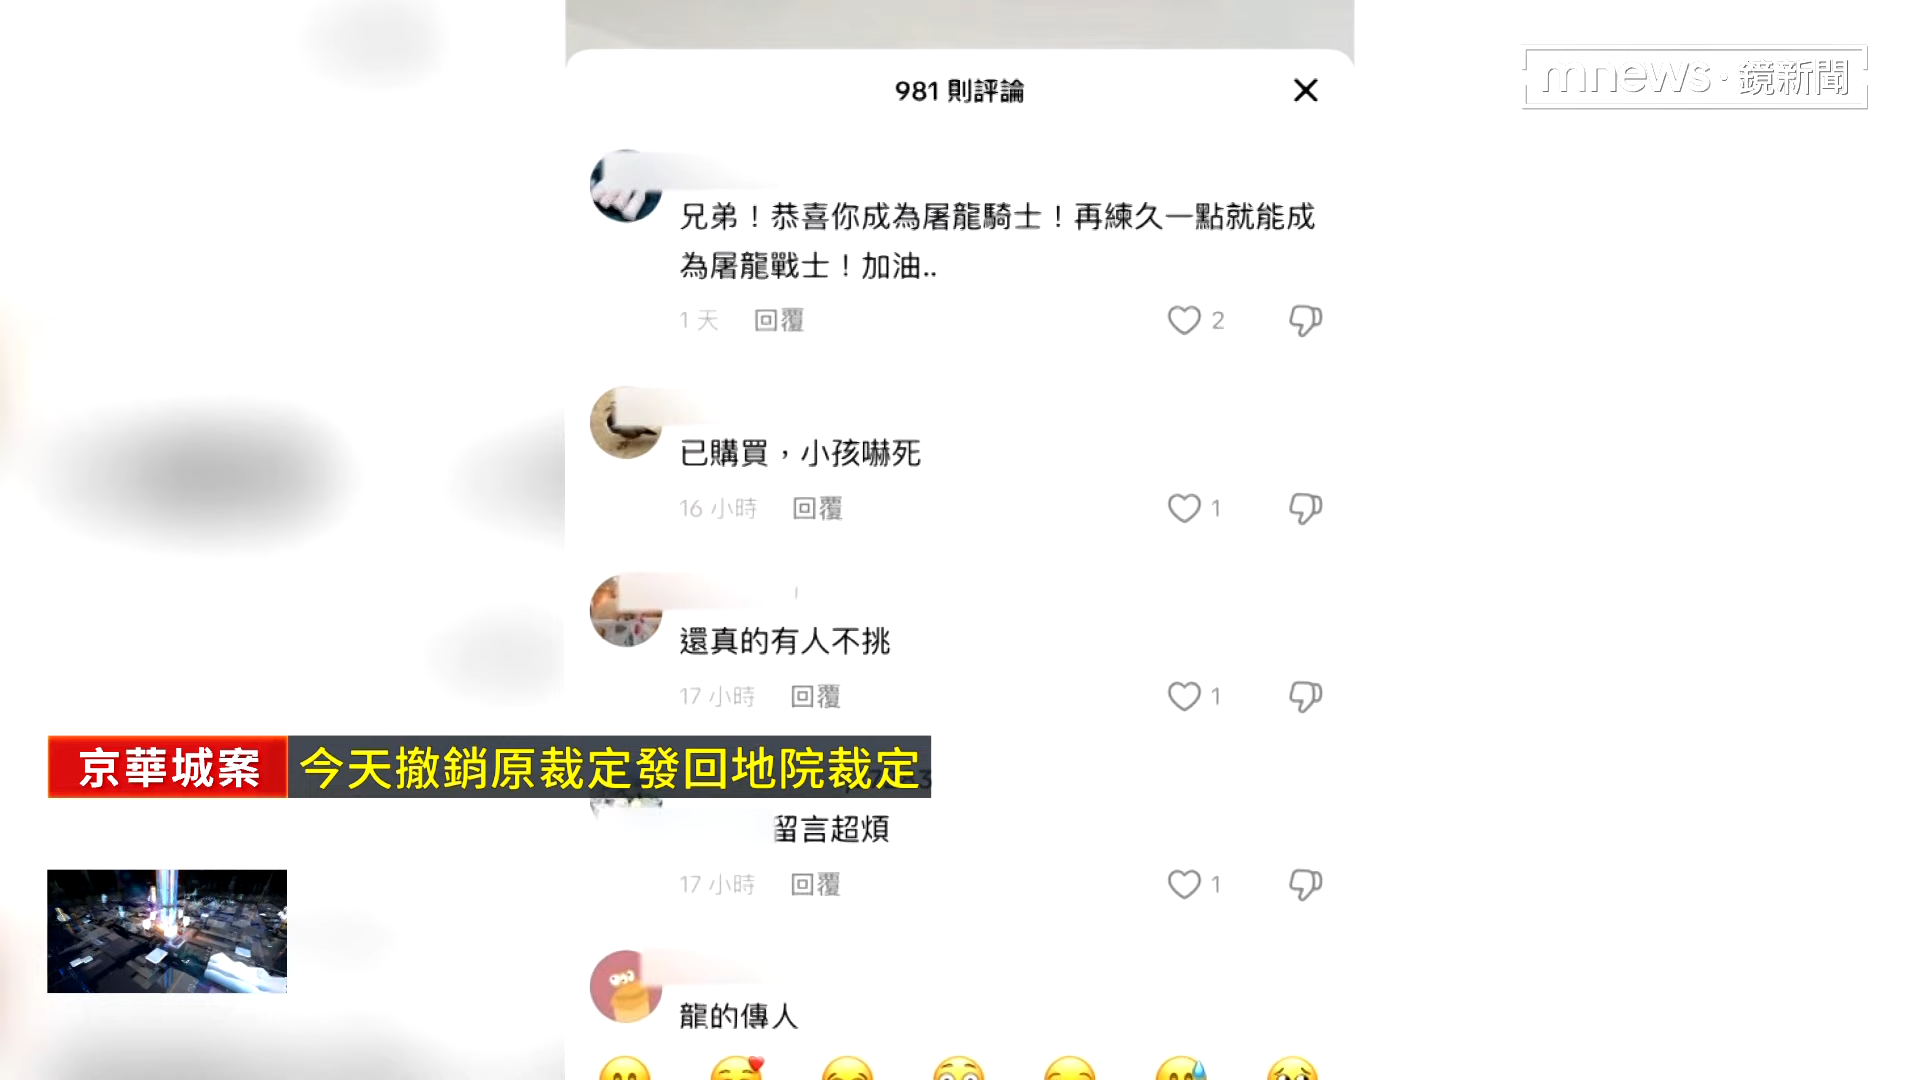 981 則評論
mnews·鏡新聞
兄弟！恭喜你成為屠龍騎士！再練久一點就能成
為屠龍戰士！加油..
1 天 回覆 2
已購買，小孩嚇死
16 小時 回覆 1
還真的有人不挑
17 小時 回覆 1
京華城案 今天撤銷原裁定發回地院裁定
留言超煩
17 小時 回覆 1
龍的傳人